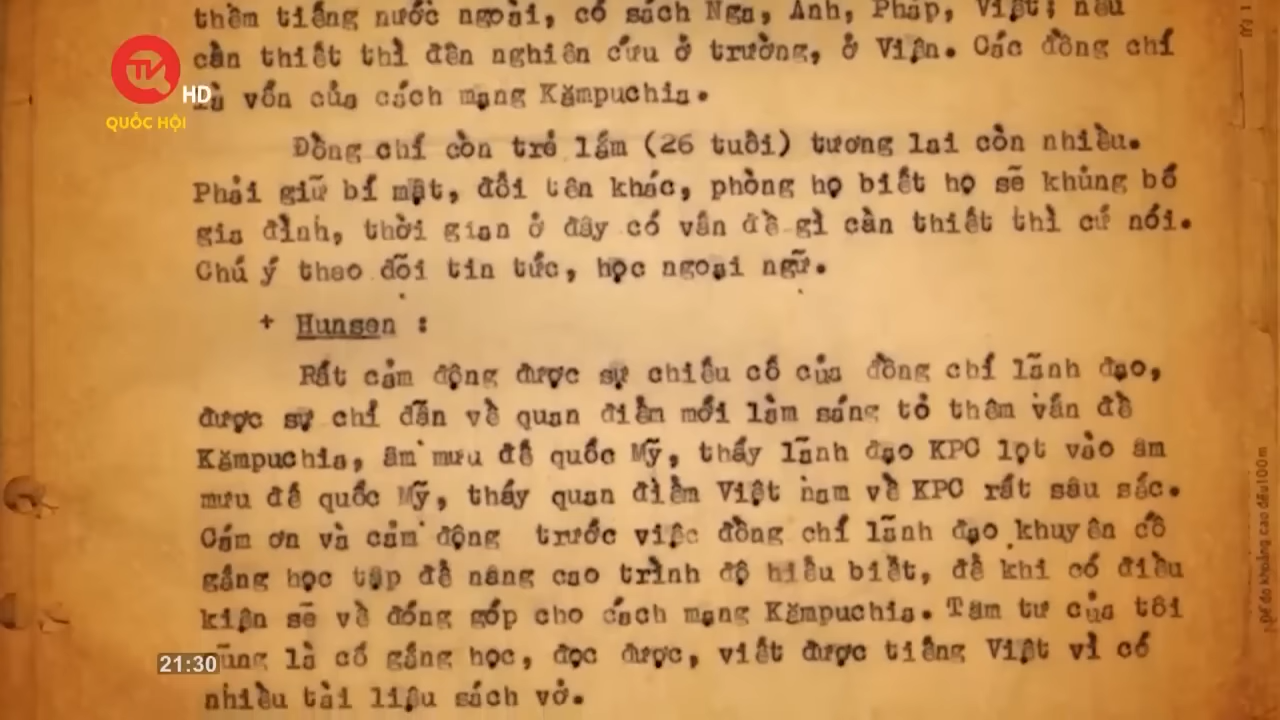 thêm tiếng nước ngoài, có sách Nga, Anh, Pháp, Việt; nếu
cần thiết thì đến nghiên cứu ở trường, ở Viện. Các đồng chí
là vốn của cách mạng Kămpuchia.
Đồng chí còn trẻ lắm (26 tuổi) tương lai còn nhiều.
Phải giữ bí mật, đổi tên khác, phòng họ biết họ sẽ khủng bố
gia đình, thời gian ở đây có vấn đề gì cần thiết thì cứ nói.
Chú ý theo dõi tin tức, học ngoại ngữ.
+ Hunsen :
Rất cảm động được sự chiếu cố của đồng chí lãnh đạo,
được sự chỉ dẫn về quan điểm mới làm sáng tỏ thêm vấn đề
Kămpuchia, âm mưu đế quốc Mỹ, thấy lãnh đạo KPC lọt vào âm
mưu đế quốc Mỹ, thấy quan điểm Việt nam về KPC rất sâu sắc.
Cám ơn và cảm động trước việc đồng chí lãnh đạo khuyên cố
gắng học tập để nâng cao trình độ hiểu biết, để khi có điều
kiện sẽ về đóng góp cho cách mạng Kămpuchia. Tâm tư của tôi
cũng là cố gắng học, đọc được, viết được tiếng Việt vì có
nhiều tài liệu sách vở.
TV HD
QUỐC HỘI
21:30
Để đo khoảng cao đều 100m